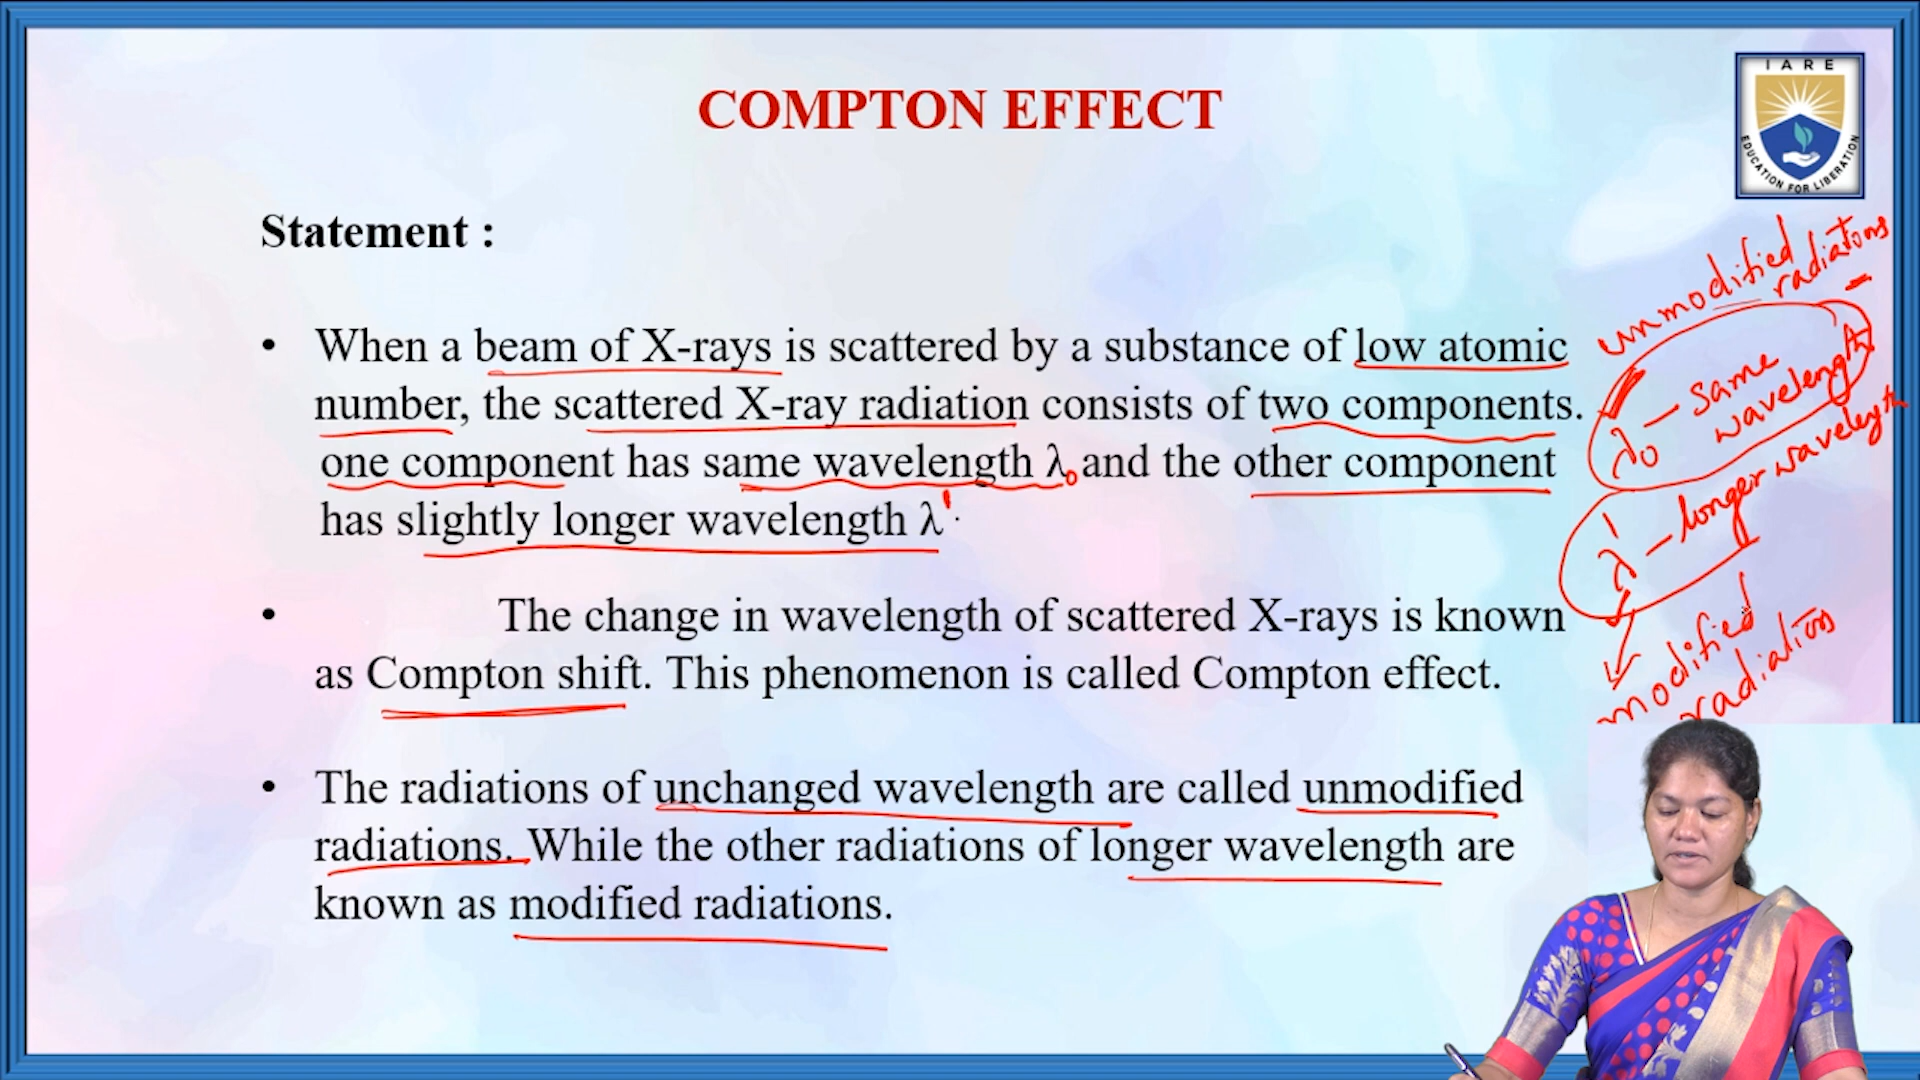 IARE
EDUCATION FOR LIBERATION
COMPTON EFFECT
Statement :
• When a beam of X-rays is scattered by a substance of low atomic
number, the scattered X-ray radiation consists of two components.
one component has same wavelength λ₀ and the other component
has slightly longer wavelength λ'.
• The change in wavelength of scattered X-rays is known
as Compton shift. This phenomenon is called Compton effect.
• The radiations of unchanged wavelength are called unmodified
radiations. While the other radiations of longer wavelength are
known as modified radiations.
unmodified
radiations
λ₀ - same
wavelength
λ' - longer wavelength
modified
radiations